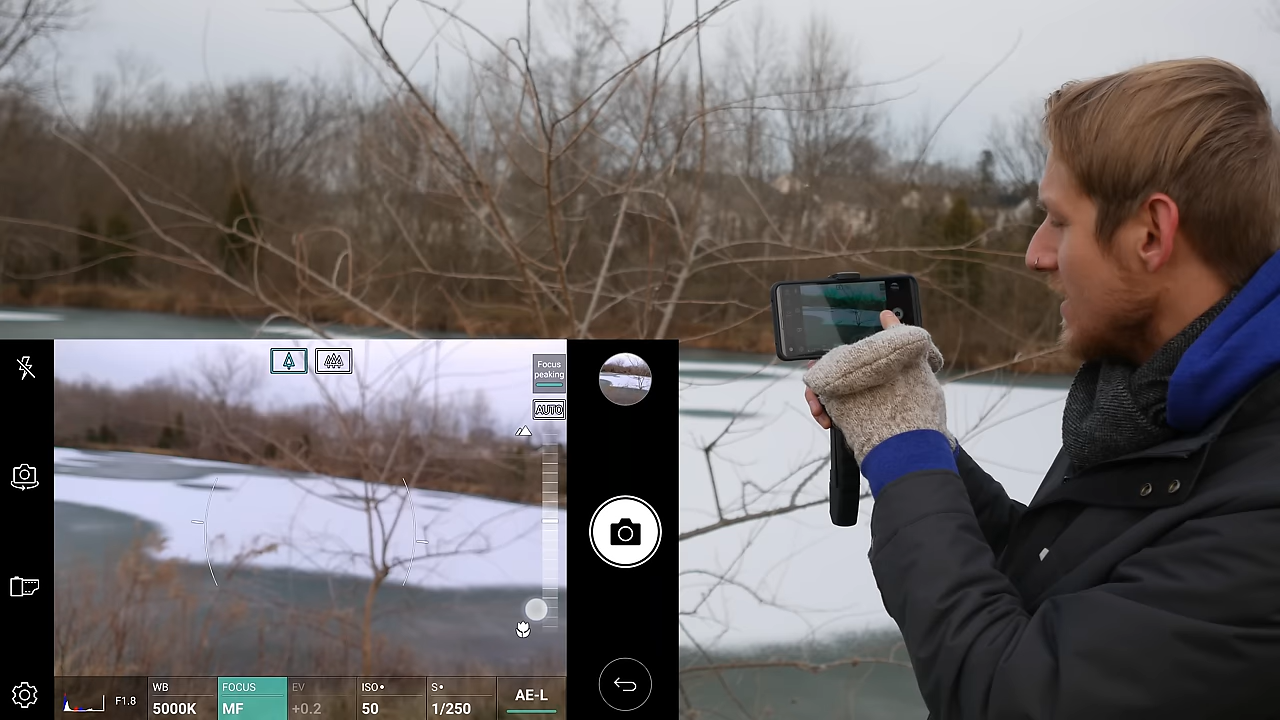 Focus
peaking
AUTO
F1.8
WB
5000K
FOCUS
MF
EV
+0.2
ISO•
50
S•
1/250
AE-L